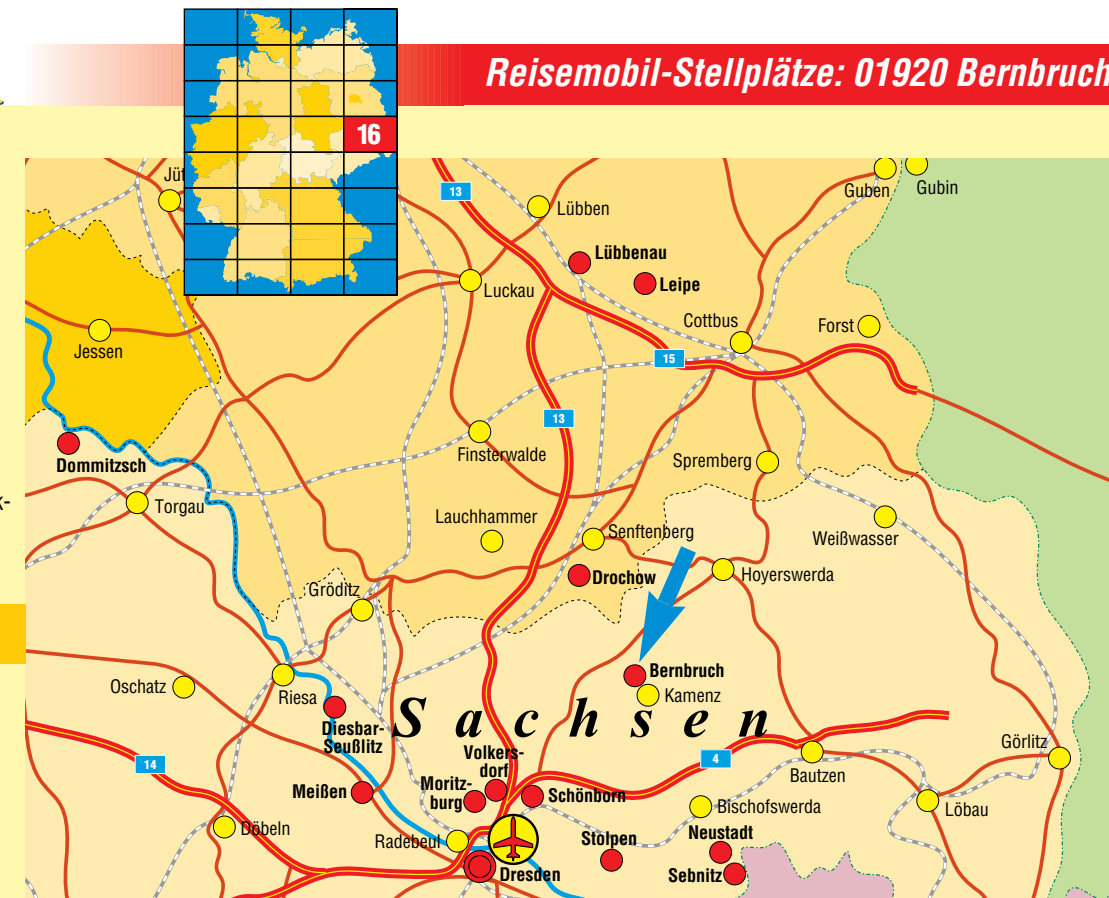 Reisemobil-Stellplätze: 01920 Bernbruch
16
Jüt
13
Lübben
Guben
Gubin
Lübbenau
Leipe
Luckau
Cottbus
Forst
Jessen
15
13
Finsterwalde
Spremberg
Dommitzsch
Torgau
Lauchhammer
Senftenberg
Weißwasser
Drochow
Hoyerswerda
Gröditz
Bernbruch
Kamenz
Oschatz
Riesa
Sachsen
Diesbar-
Seußlitz
Volkers-
dorf
14
4
Görlitz
Bautzen
Meißen
Moritz-
burg
Schönborn
Bischofswerda
Löbau
Döbeln
Radebeul
Stolpen
Neustadt
Dresden
Sebnitz